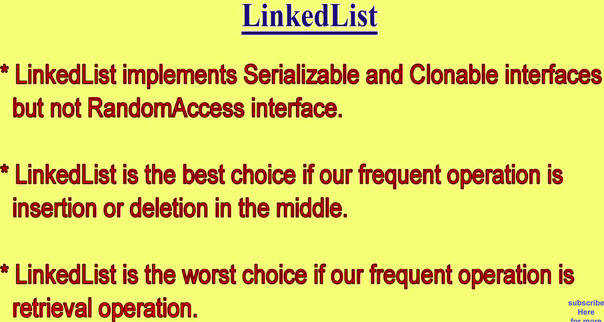 LinkedList
* LinkedList implements Serializable and Clonable interfaces
but not RandomAccess interface.
* LinkedList is the best choice if our frequent operation is
insertion or deletion in the middle.
* LinkedList is the worst choice if our frequent operation is
retrieval operation.
subscribe
Here
for more